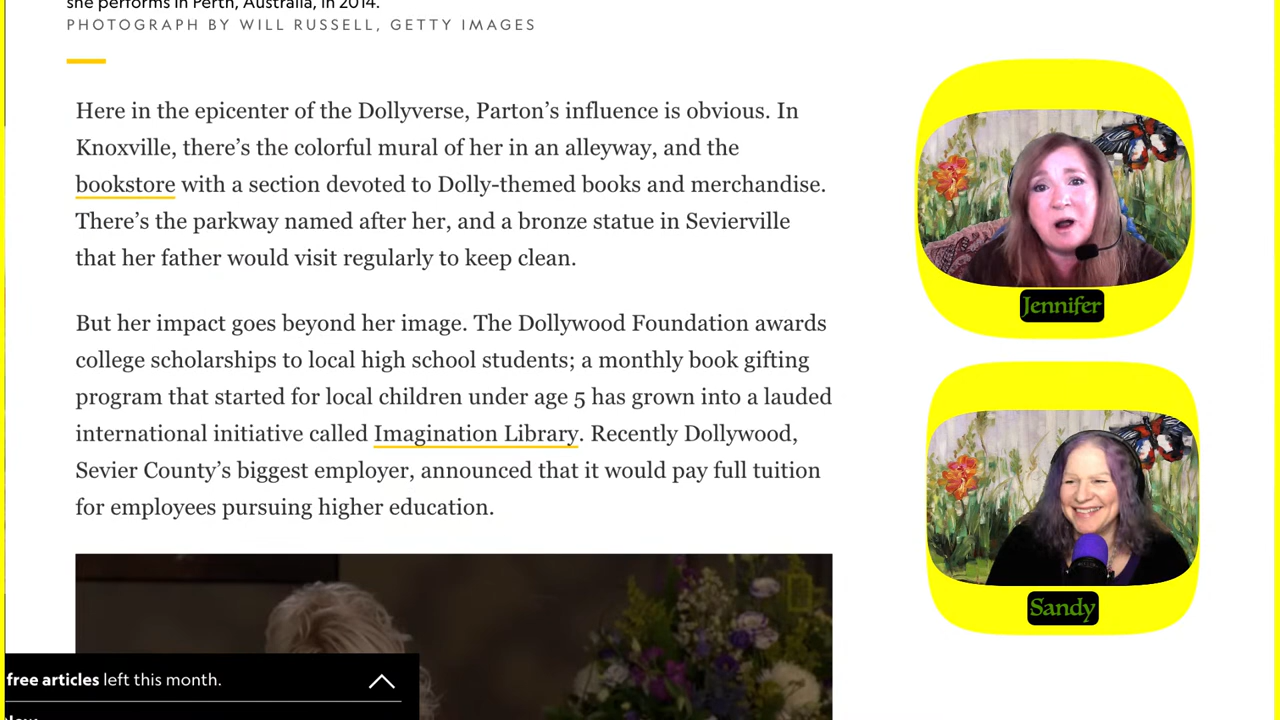 she performs in Perth, Australia, in 2014.
PHOTOGRAPH BY WILL RUSSELL, GETTY IMAGES
Here in the epicenter of the Dollyverse, Parton’s influence is obvious. In
Knoxville, there’s the colorful mural of her in an alleyway, and the
bookstore with a section devoted to Dolly-themed books and merchandise.
There’s the parkway named after her, and a bronze statue in Sevierville
that her father would visit regularly to keep clean.
But her impact goes beyond her image. The Dollywood Foundation awards
college scholarships to local high school students; a monthly book gifting
program that started for local children under age 5 has grown into a lauded
international initiative called Imagination Library. Recently Dollywood,
Sevier County’s biggest employer, announced that it would pay full tuition
for employees pursuing higher education.
free articles left this month.
Jennifer
Sandy